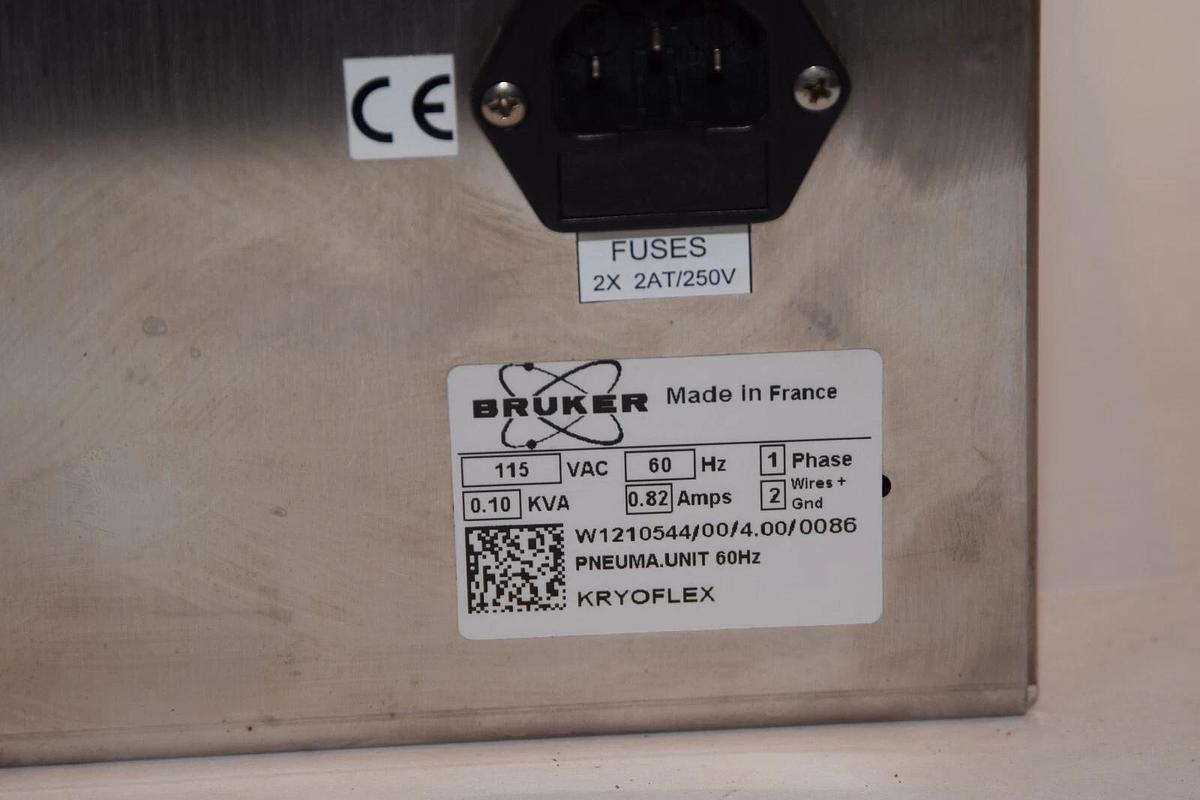 CE
FUSES
2X 2AT/250V
BRUKER Made in France
115 VAC 60 Hz 1 Phase
0.10 KVA 0.82 Amps 2 Wires + Gnd
W1210544/00/4.00/0086
PNEUMA.UNIT 60Hz
KRYOFLEX